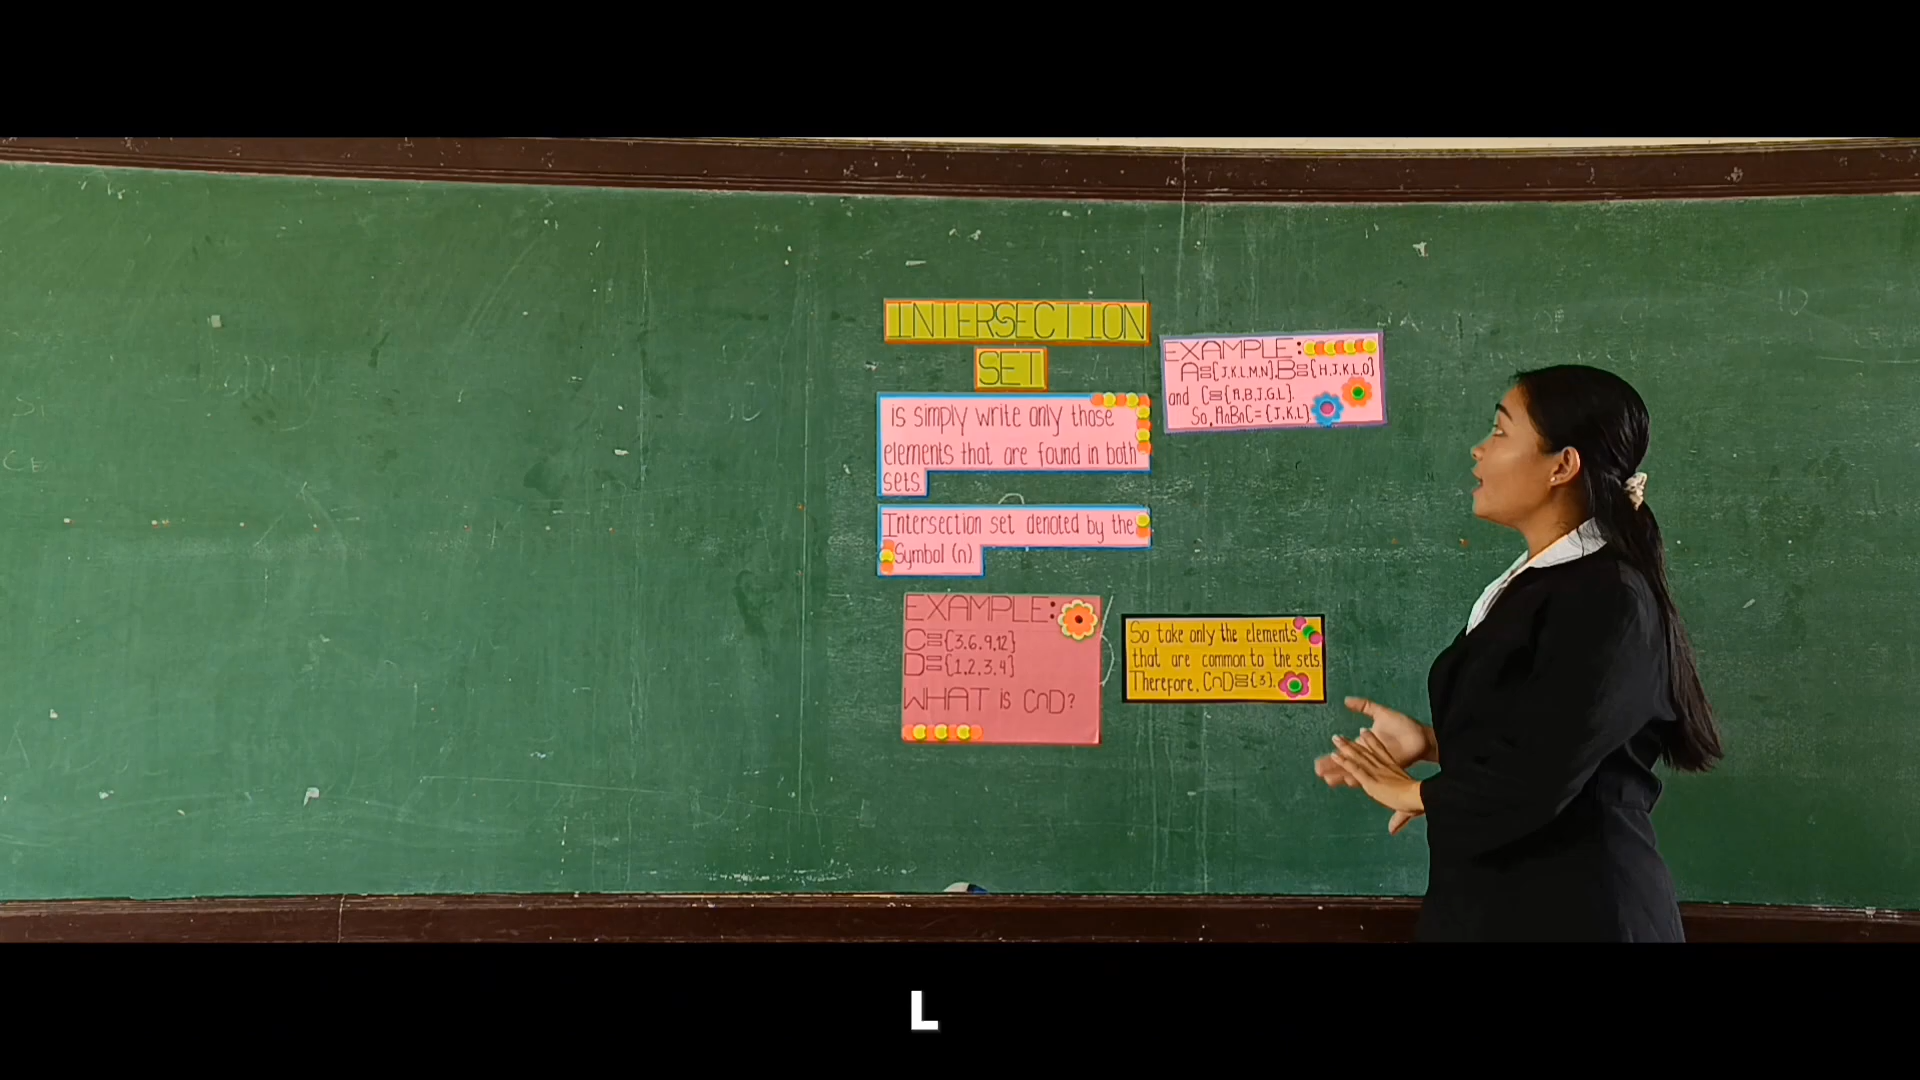 INTERSECTION
SET
is simply write only those
elements that are found in both
sets.
Intersection set denoted by the
Symbol (n).
EXAMPLE:
C={3,6,9,12}
D={1,2,3,4}
WHAT is C∩D?
EXAMPLE:
A={J,K,L,M,N},B={H,J,K,L,O}
and C={A,B,J,G,L}.
So, A∩B∩C={J,K,L}
So take only the elements
that are common to the sets.
Therefore, C∩D={3}.
L